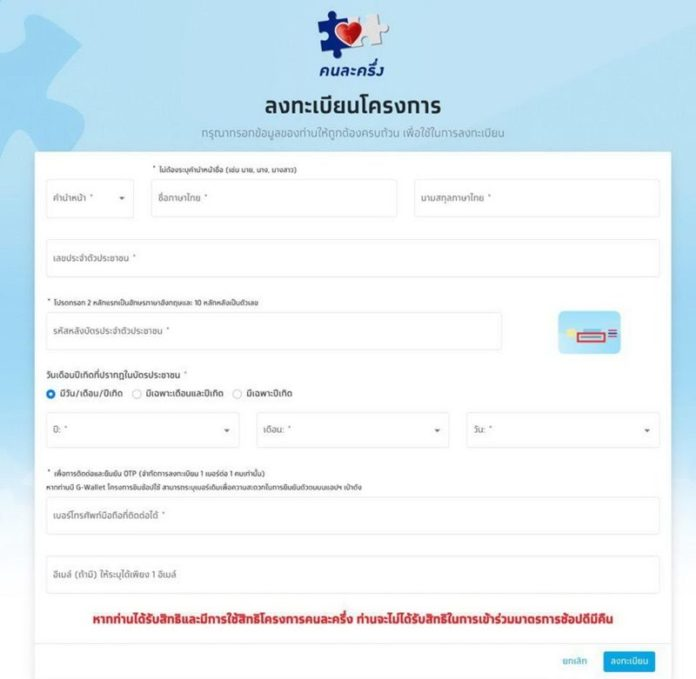 คนละครึ่ง
ลงทะเบียนโครงการ
กรุณากรอกข้อมูลของท่านให้ถูกต้องครบถ้วน เพื่อใช้ในการลงทะเบียน
* ไม่ต้องระบุคำนำหน้าชื่อ (เช่น นาย, นาง, นางสาว)
คำนำหน้า * ชื่อภาษาไทย * นามสกุลภาษาไทย *
เลขประจำตัวประชาชน *
* โปรดกรอก 2 หลักแรกเป็นอักษรภาษาอังกฤษและ 10 หลักหลังเป็นตัวเลข
รหัสหลังบัตรประจำตัวประชาชน *
วันเดือนปีเกิดที่ปรากฏในบัตรประชาชน *
มีวัน/เดือน/ปีเกิด มีเฉพาะเดือนและปีเกิด มีเฉพาะปีเกิด
ปี: * เดือน: * วัน: *
* เพื่อการติดต่อและยืนยัน OTP (จำกัดการลงทะเบียน 1 เบอร์ต่อ 1 คนเท่านั้น)
หากท่านมี G-Wallet โครงการชิมช้อปใช้ สามารถระบุเบอร์เดิมเพื่อความสะดวกในการยืนยันตัวตนบนแอปฯ เป๋าตัง
เบอร์โทรศัพท์มือถือที่ติดต่อได้ *
อีเมล์ (ถ้ามี) ให้ระบุได้เพียง 1 อีเมล์
หากท่านได้รับสิทธิและมีการใช้สิทธิโครงการคนละครึ่ง ท่านจะไม่ได้รับสิทธิในการเข้าร่วมมาตรการช้อปดีมีคืน
ยกเลิก ลงทะเบียน